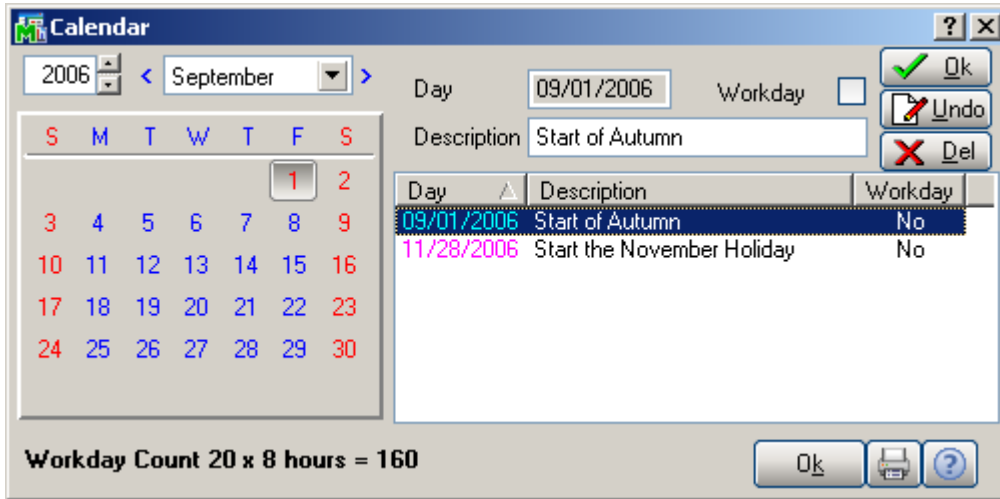 Calendar
2006 < September >
S M T W T F S
1 2
3 4 5 6 7 8 9
10 11 12 13 14 15 16
17 18 19 20 21 22 23
24 25 26 27 28 29 30
Day 09/01/2006 Workday
Description Start of Autumn
Ok
Undo
Del
Day Description Workday
09/01/2006 Start of Autumn No
11/28/2006 Start the November Holiday No
Workday Count 20 x 8 hours = 160
Ok